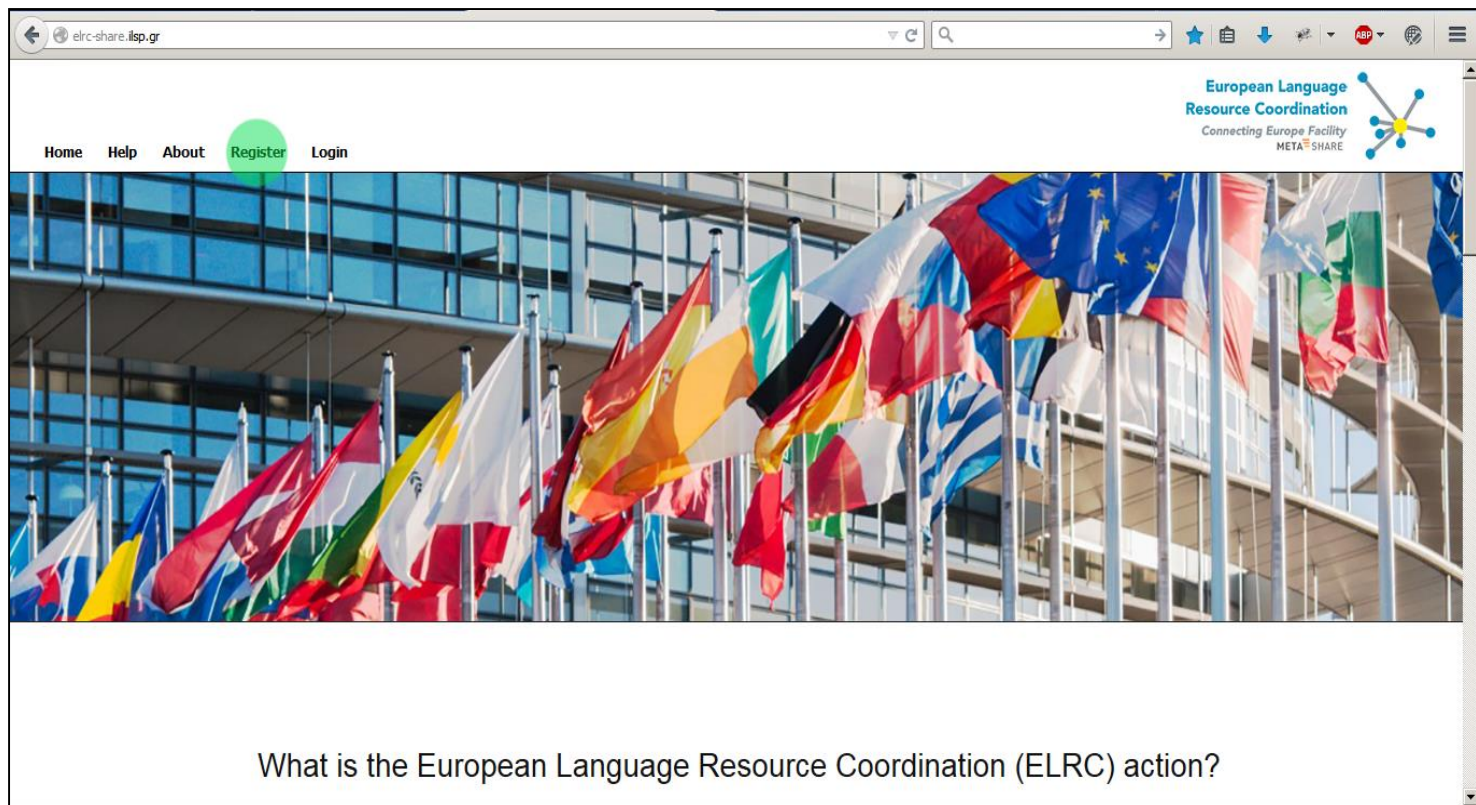 elrc-share.ilsp.gr
ABP
European Language
Resource Coordination
Connecting Europe Facility
META SHARE
Home Help About Register Login
What is the European Language Resource Coordination (ELRC) action?